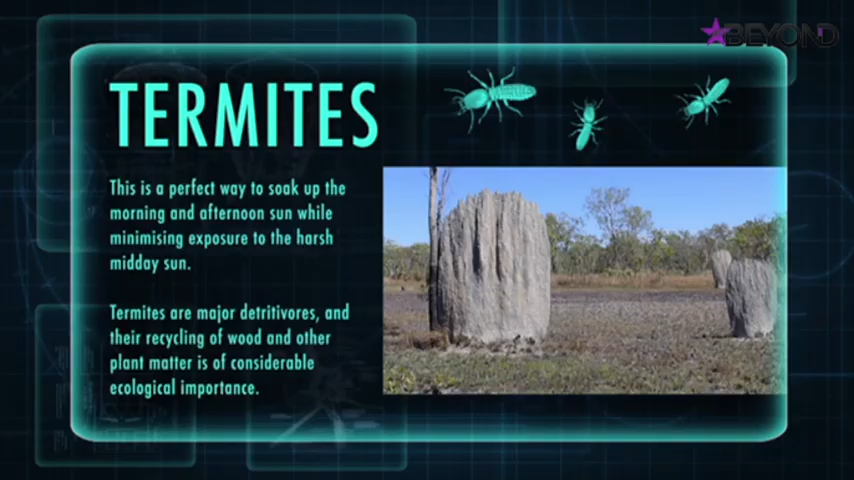 BEYOND
TERMITES
This is a perfect way to soak up the
morning and afternoon sun while
minimising exposure to the harsh
midday sun.
Termites are major detritivores, and
their recycling of wood and other
plant matter is of considerable
ecological importance.